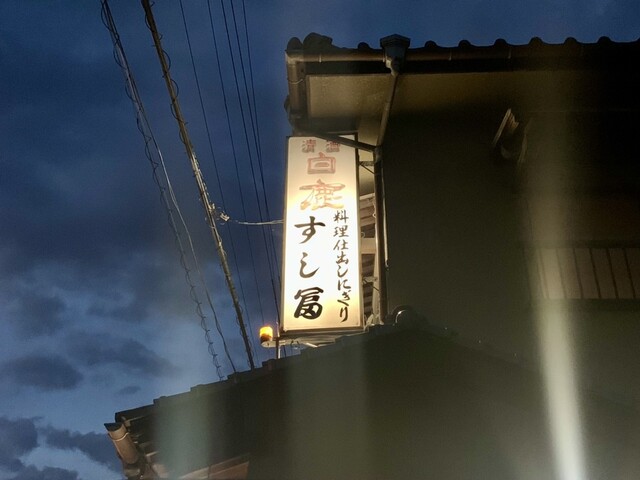 清酒
白鹿
料理仕出しにぎり
すし冨